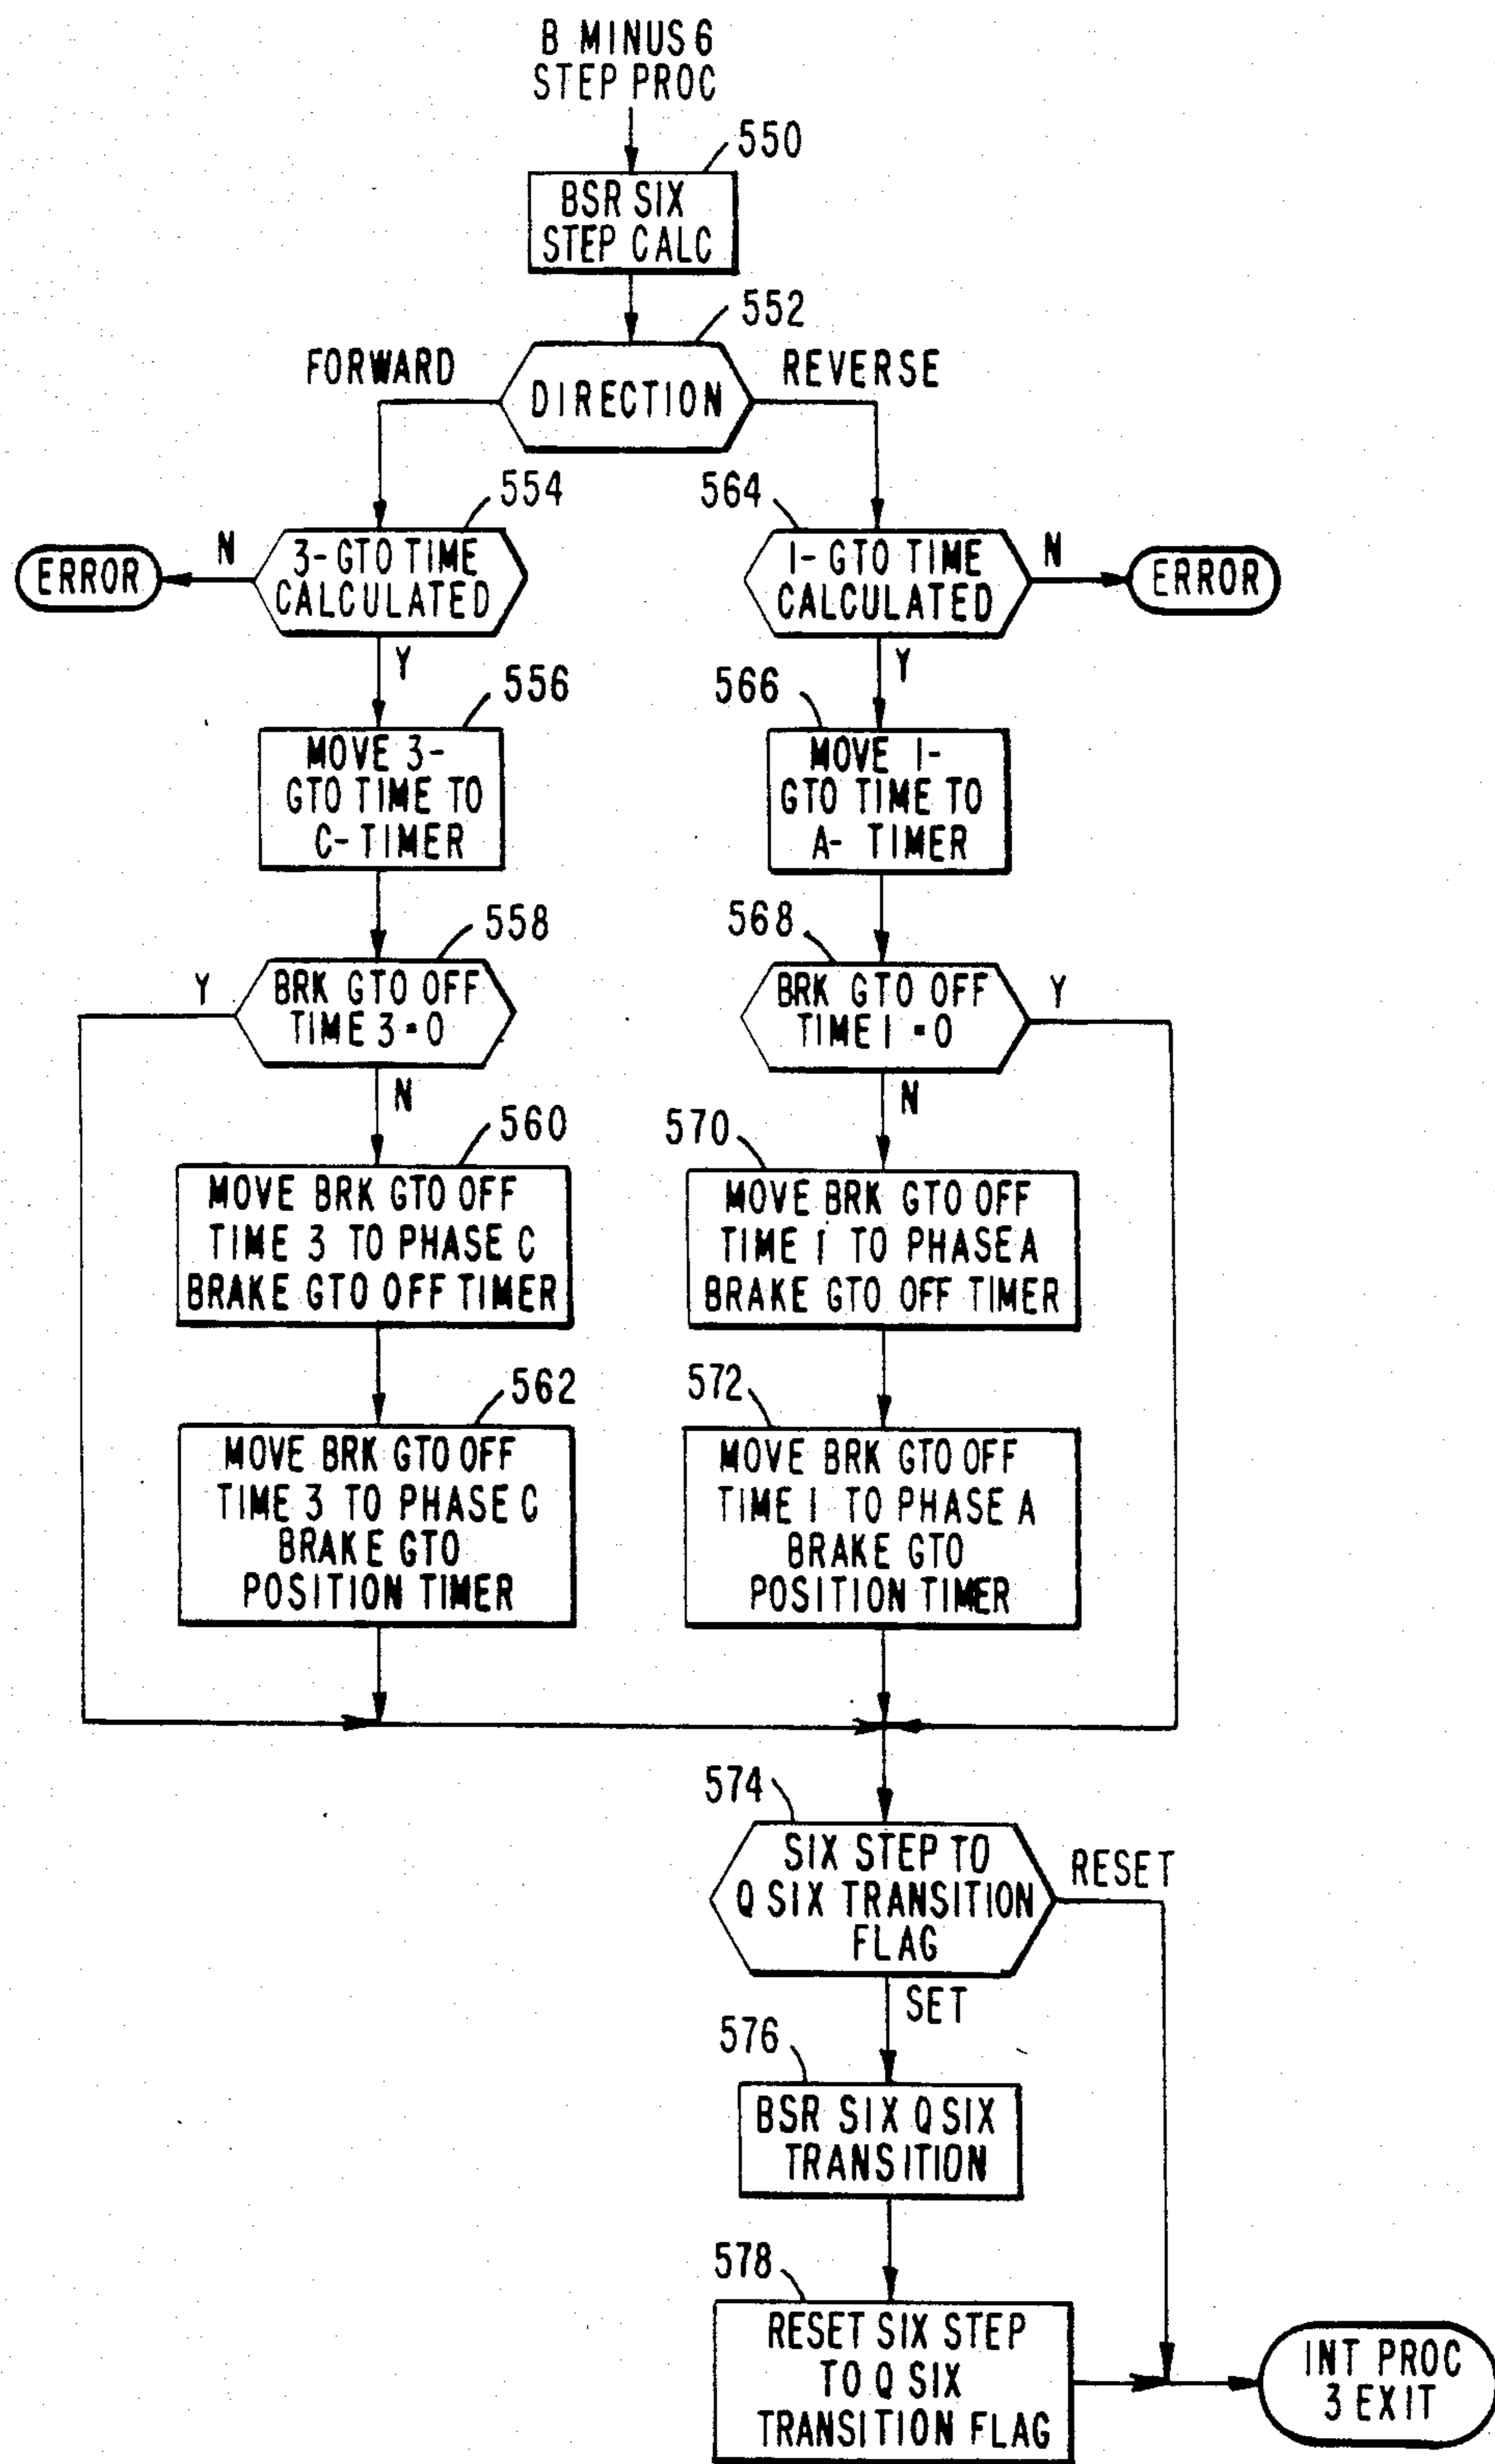 B MINUS 6
STEP PROC
550
BSR SIX
STEP CALC
552
FORWARD
DIRECTION
REVERSE
554
N
3- GTO TIME
CALCULATED
ERROR
Y
564
1- GTO TIME
CALCULATED
N
ERROR
Y
556
MOVE 3-
GTO TIME TO
C- TIMER
566
MOVE 1-
GTO TIME TO
A- TIMER
558
Y
BRK GTO OFF
TIME 3 = 0
N
568
BRK GTO OFF
TIME 1 = 0
Y
N
560
MOVE BRK GTO OFF
TIME 3 TO PHASE C
BRAKE GTO OFF TIMER
570
MOVE BRK GTO OFF
TIME 1 TO PHASE A
BRAKE GTO OFF TIMER
562
MOVE BRK GTO OFF
TIME 3 TO PHASE C
BRAKE GTO
POSITION TIMER
572
MOVE BRK GTO OFF
TIME 1 TO PHASE A
BRAKE GTO
POSITION TIMER
574
SIX STEP TO
Q SIX TRANSITION
FLAG
RESET
SET
576
BSR SIX Q SIX
TRANSITION
578
RESET SIX STEP
TO Q SIX
TRANSITION FLAG
INT PROC
3 EXIT